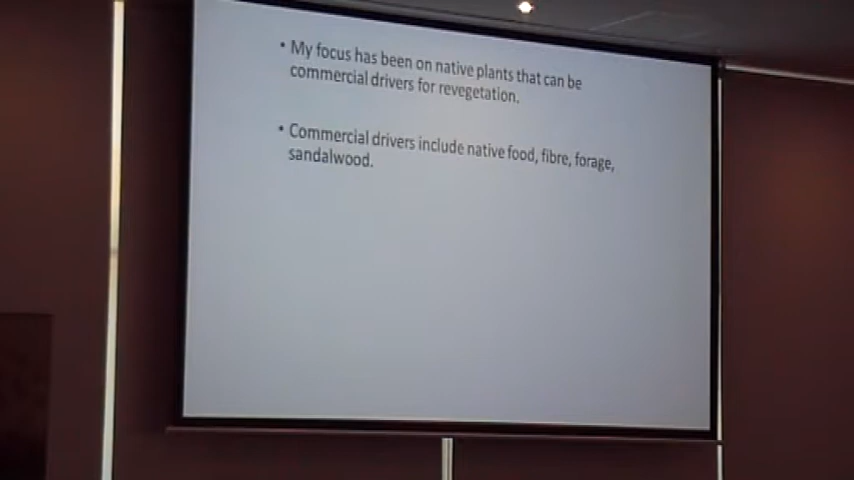 • My focus has been on native plants that can be
commercial drivers for revegetation.
• Commercial drivers include native food, fibre, forage,
sandalwood.